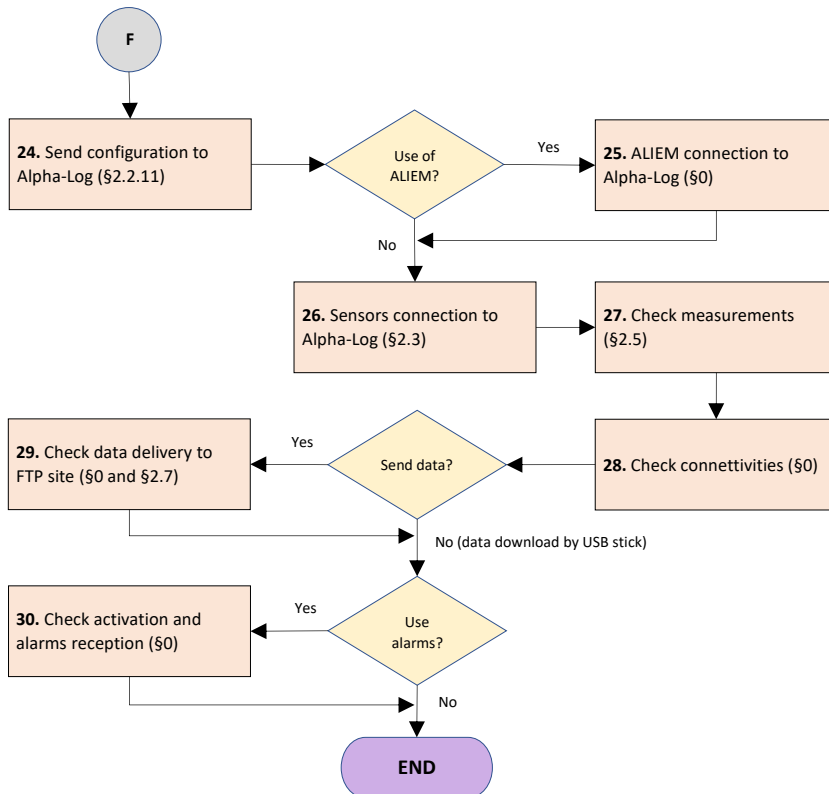 F
24. Send configuration to
Alpha-Log (§2.2.11)
Use of
ALIEM?
Yes
25. ALIEM connection to
Alpha-Log (§0)
No
26. Sensors connection to
Alpha-Log (§2.3)
27. Check measurements
(§2.5)
28. Check connettivities (§0)
Send data?
Yes
29. Check data delivery to
FTP site (§0 and §2.7)
No (data download by USB stick)
Use
alarms?
Yes
30. Check activation and
alarms reception (§0)
No
END